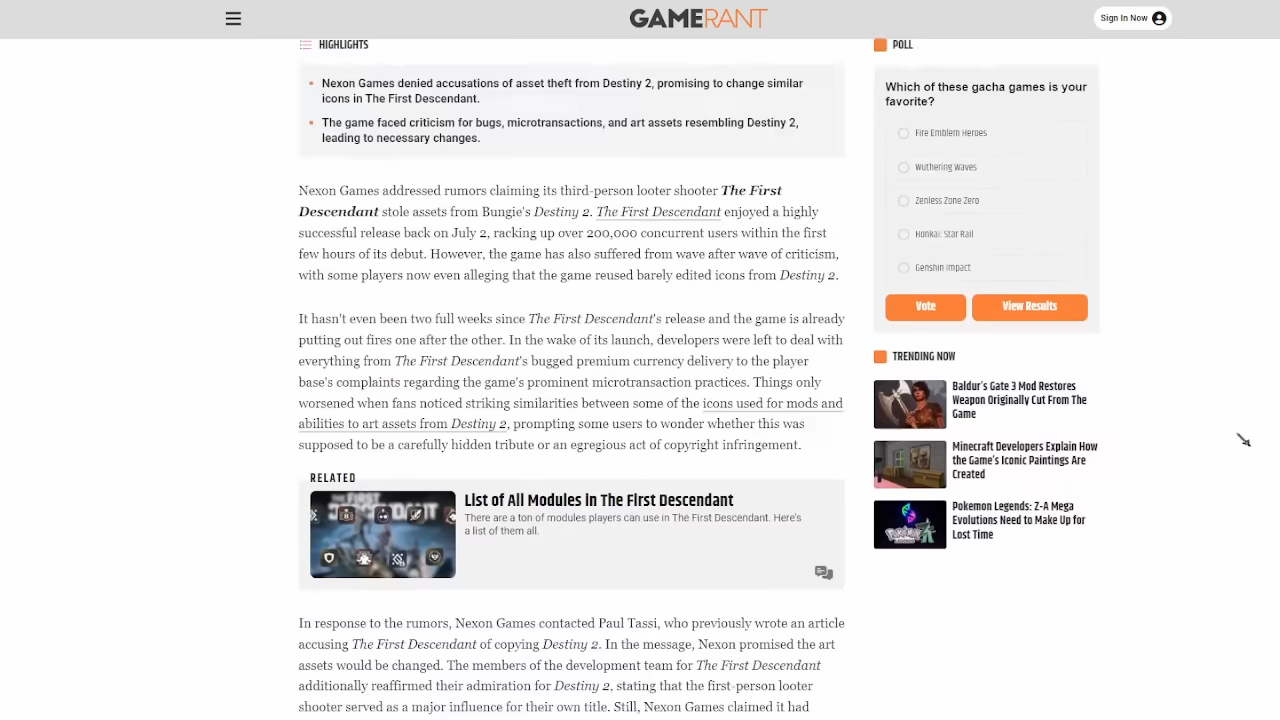 GAMERANT
Sign In Now
HIGHLIGHTS
Nexon Games denied accusations of asset theft from Destiny 2, promising to change similar
icons in The First Descendant.
The game faced criticism for bugs, microtransactions, and art assets resembling Destiny 2,
leading to necessary changes.
Nexon Games addressed rumors claiming its third-person looter shooter The First
Descendant stole assets from Bungie's Destiny 2. The First Descendant enjoyed a highly
successful release back on July 2, racking up over 200,000 concurrent users within the first
few hours of its debut. However, the game has also suffered from wave after wave of criticism,
with some players now even alleging that the game reused barely edited icons from Destiny 2.
It hasn't even been two full weeks since The First Descendant's release and the game is already
putting out fires one after the other. In the wake of its launch, developers were left to deal with
everything from The First Descendant's bugged premium currency delivery to the player
base's complaints regarding the game's prominent microtransaction practices. Things only
worsened when fans noticed striking similarities between some of the icons used for mods and
abilities to art assets from Destiny 2, prompting some users to wonder whether this was
supposed to be a carefully hidden tribute or an egregious act of copyright infringement.
RELATED
THE FIRST
DESCENDANT
List of All Modules in The First Descendant
There are a ton of modules players can use in The First Descendant. Here's
a list of them all.
In response to the rumors, Nexon Games contacted Paul Tassi, who previously wrote an article
accusing The First Descendant of copying Destiny 2. In the message, Nexon promised the art
assets would be changed. The members of the development team for The First Descendant
additionally reaffirmed their admiration for Destiny 2, stating that the first-person looter
shooter served as a major influence for their own title. Still, Nexon Games claimed it had
POLL
Which of these gacha games is your
favorite?
Fire Emblem Heroes
Wuthering Waves
Zenless Zone Zero
Honkai: Star Rail
Genshin Impact
Vote
View Results
TRENDING NOW
Baldur's Gate 3 Mod Restores
Weapon Originally Cut From The
Game
Minecraft Developers Explain How
the Game's Iconic Paintings Are
Created
Pokemon Legends: Z-A Mega
Evolutions Need to Make Up for
Lost Time